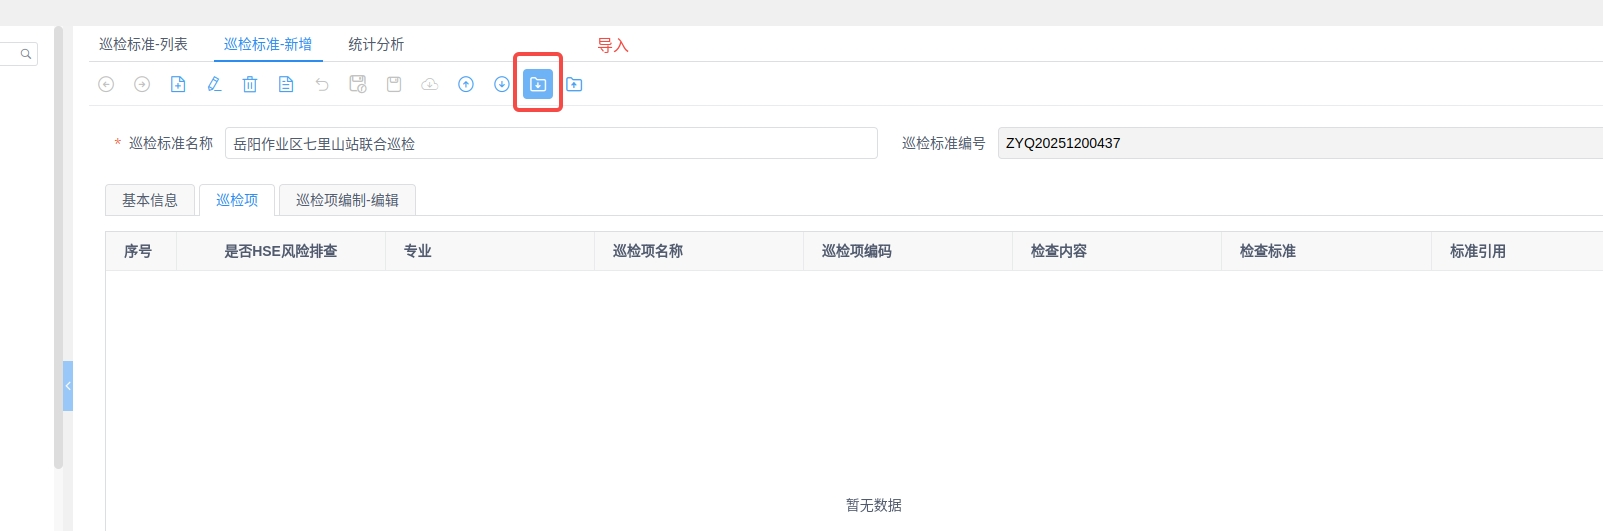 巡检标准-列表 巡检标准-新增 统计分析 导入
* 巡检标准名称 岳阳作业区七里山站联合巡检 巡检标准编号 ZYQ20251200437
基本信息 巡检项 巡检项编制-编辑
序号 是否HSE风险排查 专业 巡检项名称 巡检项编码 检查内容 检查标准 标准引用
暂无数据